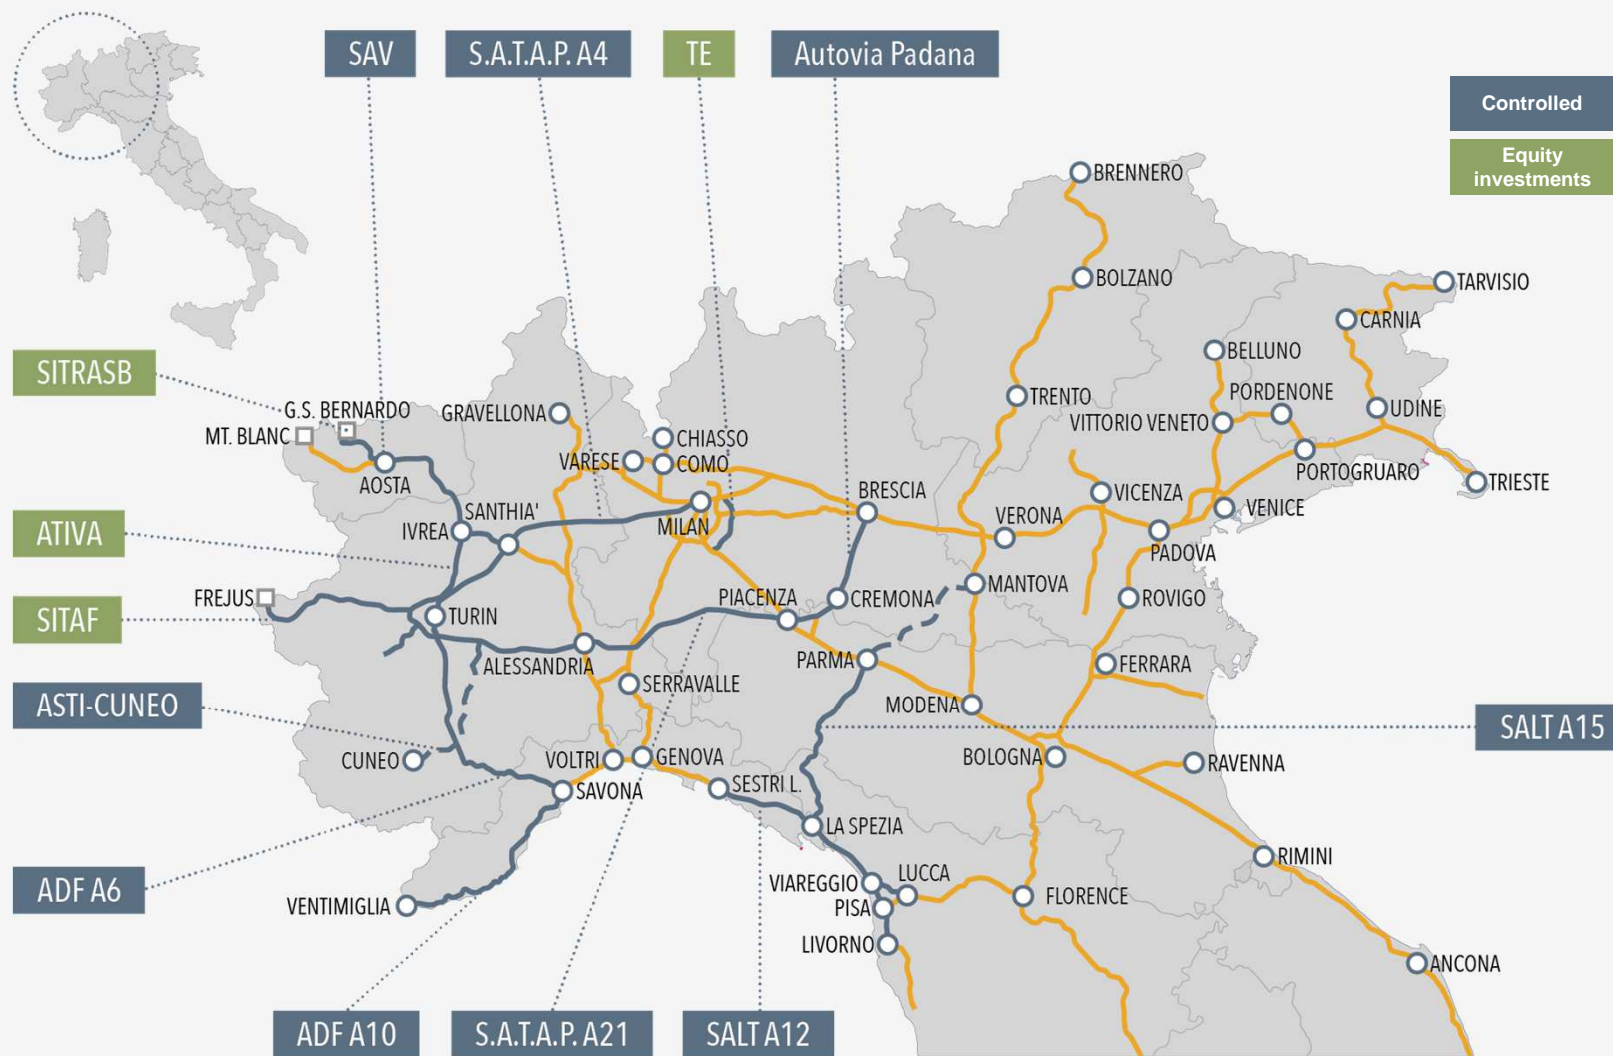 SAV
S.A.T.A.P. A4
TE
Autovia Padana
Controlled
Equity
investments
BRENNERO
BOLZANO
TARVISIO
CARNIA
BELLUNO
SITRASB
PORDENONE
TRENTO
UDINE
G.S. BERNARDO
GRAVELLONA
VITTORIO VENETO
MT. BLANC
CHIASSO
VARESE
COMO
PORTOGRUARO
AOSTA
TRIESTE
BRESCIA
VICENZA
SANTHIA'
VENICE
IVREA
MILAN
VERONA
ATIVA
PADOVA
MANTOVA
FREJUS
PIACENZA
CREMONA
ROVIGO
SITAF
TURIN
ALESSANDRIA
PARMA
FERRARA
SERRAVALLE
ASTI-CUNEO
MODENA
SALT A15
CUNEO
VOLTRI
GENOVA
BOLOGNA
RAVENNA
SAVONA
SESTRI L.
LA SPEZIA
RIMINI
ADF A6
VIAREGGIO
LUCCA
VENTIMIGLIA
PISA
FLORENCE
LIVORNO
ANCONA
ADF A10
S.A.T.A.P. A21
SALT A12